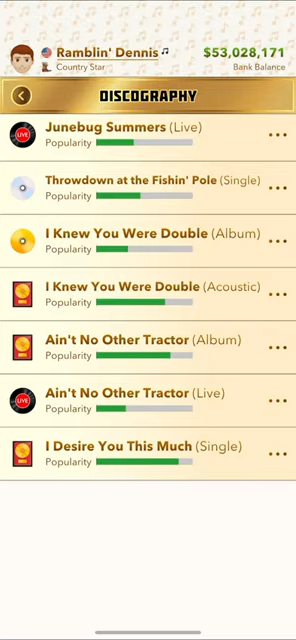 Ramblin' Dennis
$53,028,171
Country Star
Bank Balance
DISCOGRAPHY
Junebug Summers (Live)
Popularity
Throwdown at the Fishin' Pole (Single)
Popularity
I Knew You Were Double (Album)
Popularity
I Knew You Were Double (Acoustic)
Popularity
Ain't No Other Tractor (Album)
Popularity
Ain't No Other Tractor (Live)
Popularity
I Desire You This Much (Single)
Popularity
LIVE
LIVE